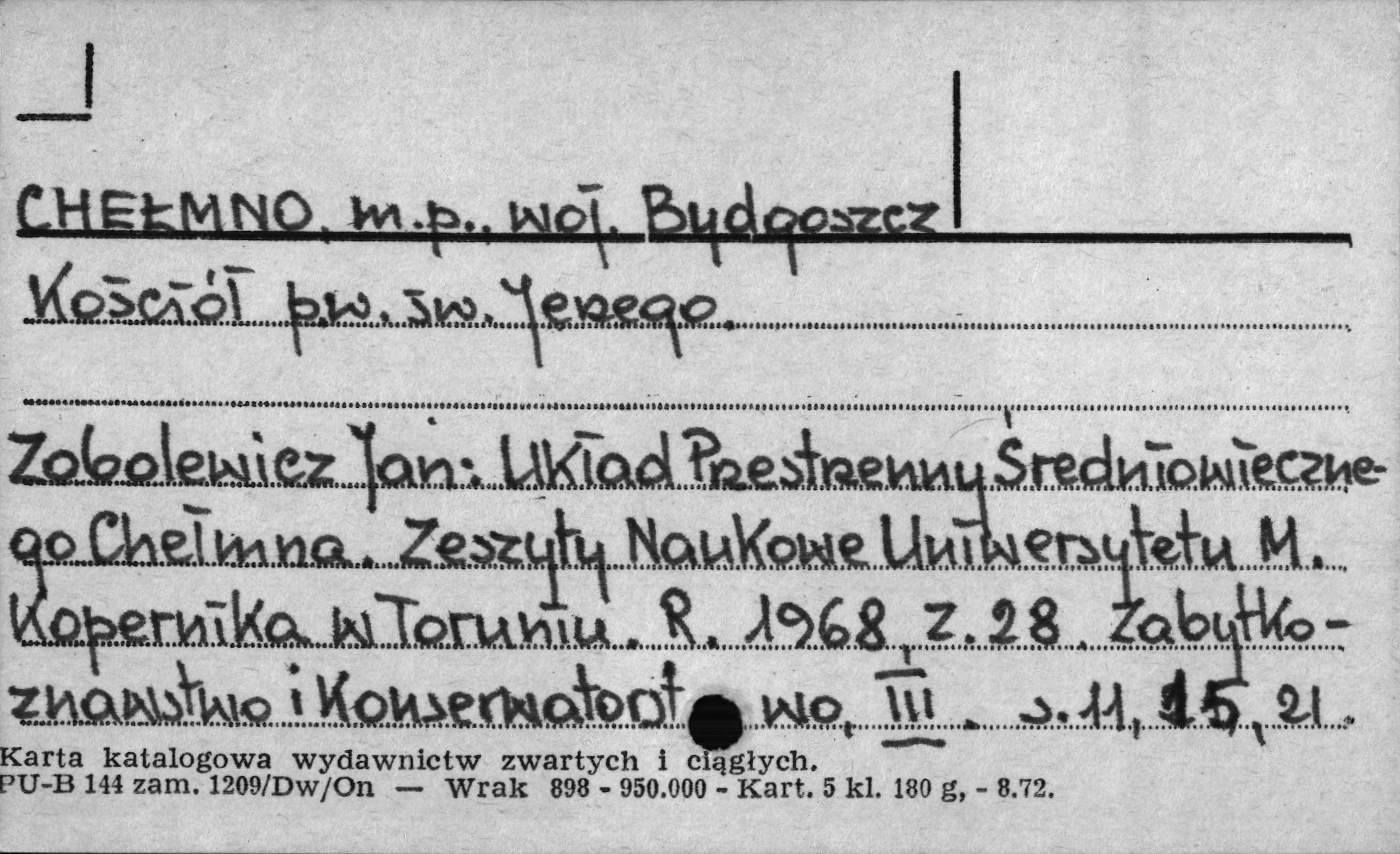 CHEŁMNO, m.p., woj. Bydgoszcz
Kościół p.w. św. Jerzego.
Zobolewicz Jan: Układ Przestrzenny Średniowieczne-
go Chełmna. Zeszyty Naukowe Uniwersytetu M.
Kopernika w Toruniu. R. 1968, Z. 28. Zabytko-
znawstwo i Konserwatorst wo, III. s. 11, 15, 21.
Karta katalogowa wydawnictw zwartych i ciągłych.
PU-B 144 zam. 1209/Dw/On — Wrak 898 - 950.000 - Kart. 5 kl. 180 g, - 8.72.